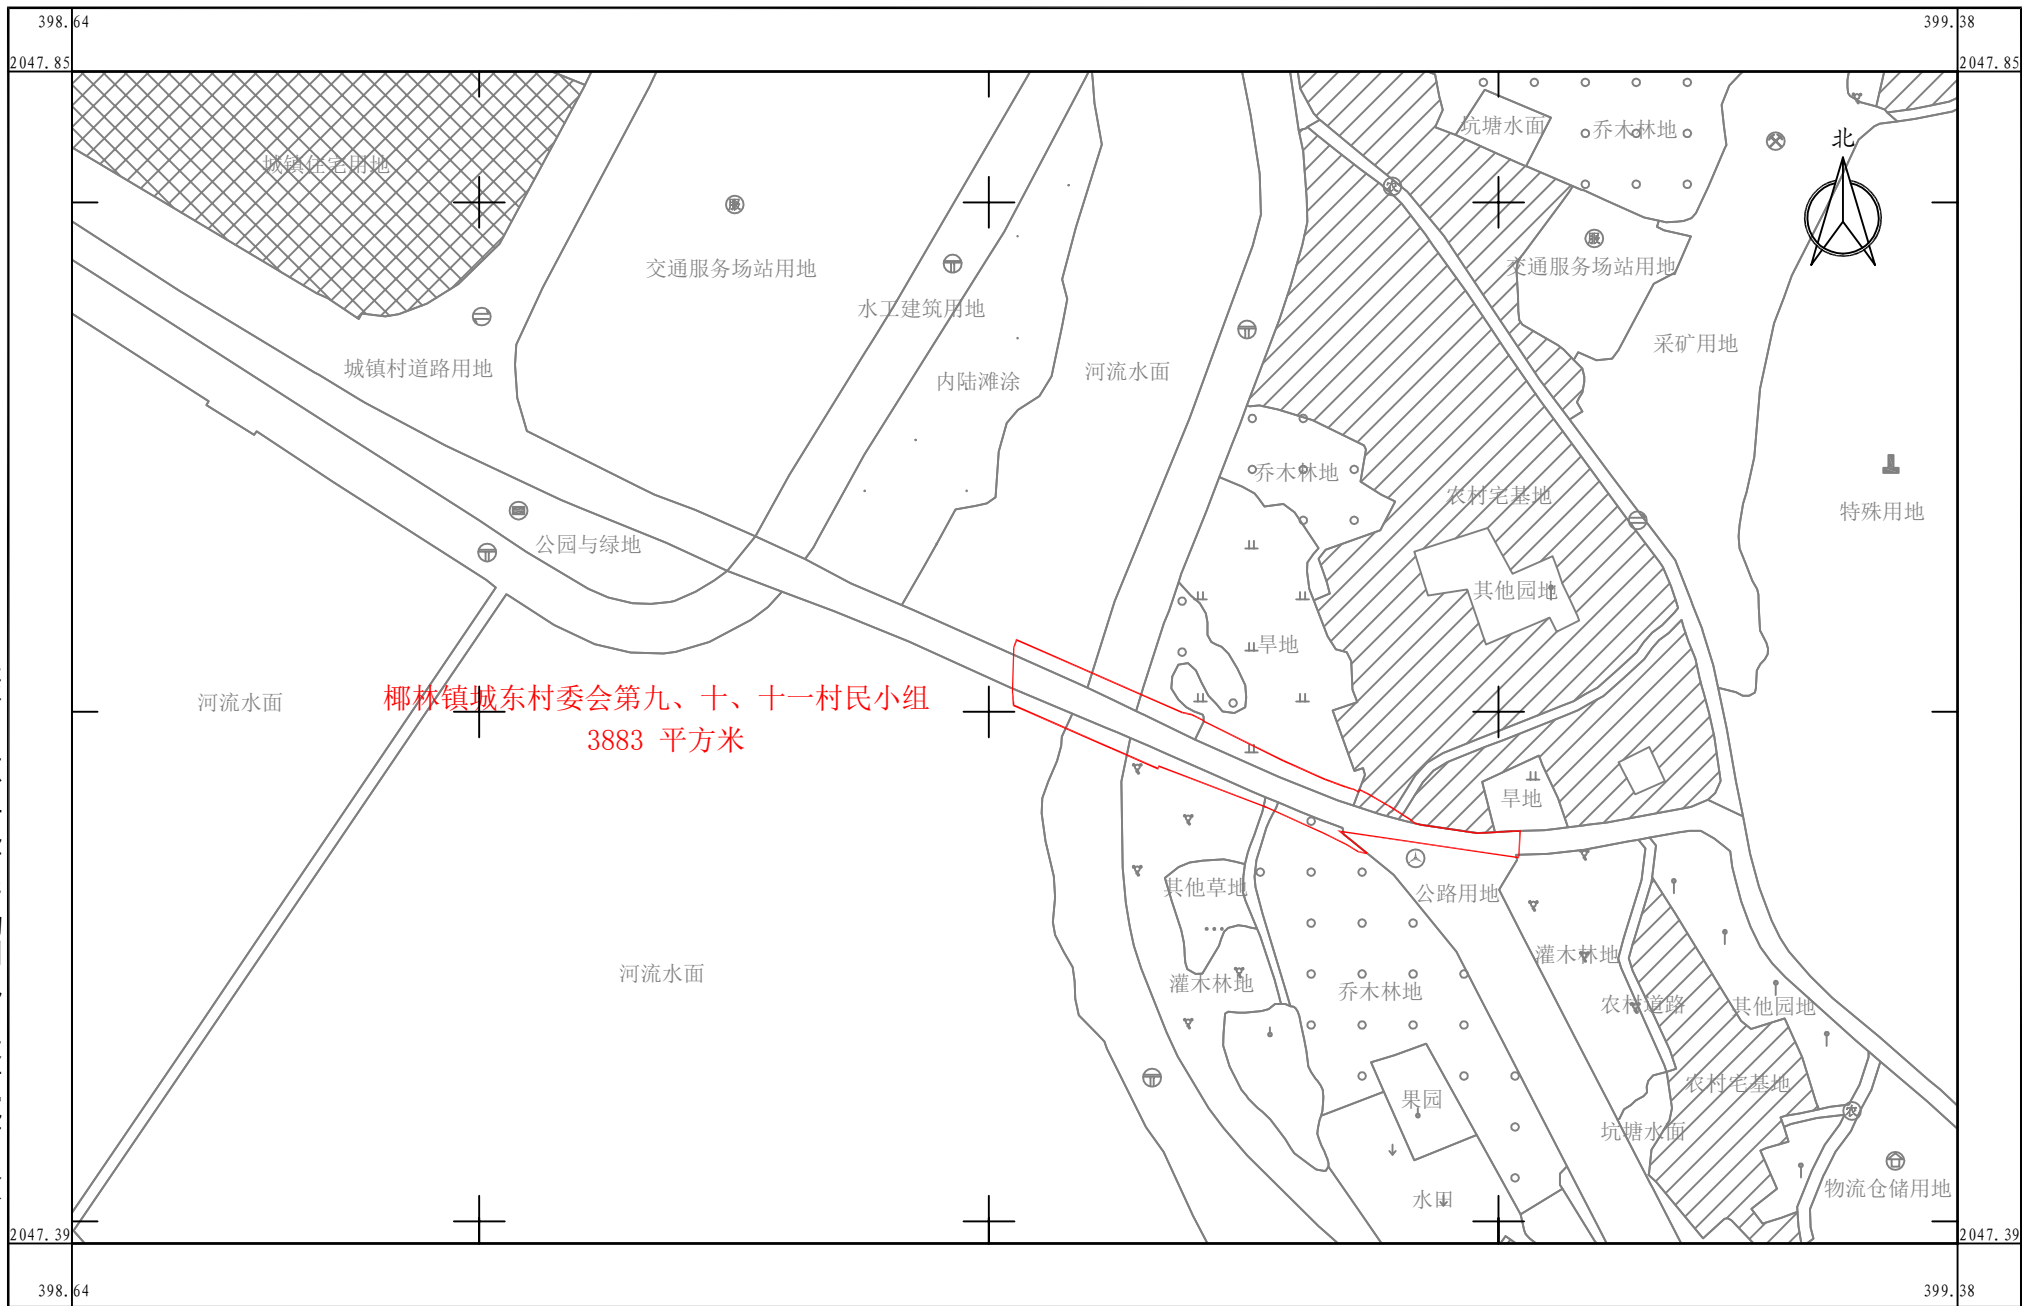 398.64
399.38
2047.85
2047.85
坑塘水面
乔木林地
北
城镇住宅用地
农
服
服
交通服务场站用地
交通服务场站用地
水工建筑用地
采矿用地
城镇村道路用地
内陆滩涂
河流水面
乔木林地
农村宅基地
特殊用地
公园与绿地
其他园地
旱地
河流水面
椰林镇城东村委会第九、十、十一村民小组
3883 平方米
旱地
其他草地
公路用地
灌木林地
河流水面
灌木林地
乔木林地
农村道路
其他园地
农村宅基地
果园
农
坑塘水面
水田
物流仓储用地
2047.39
2047.39
398.64
399.38